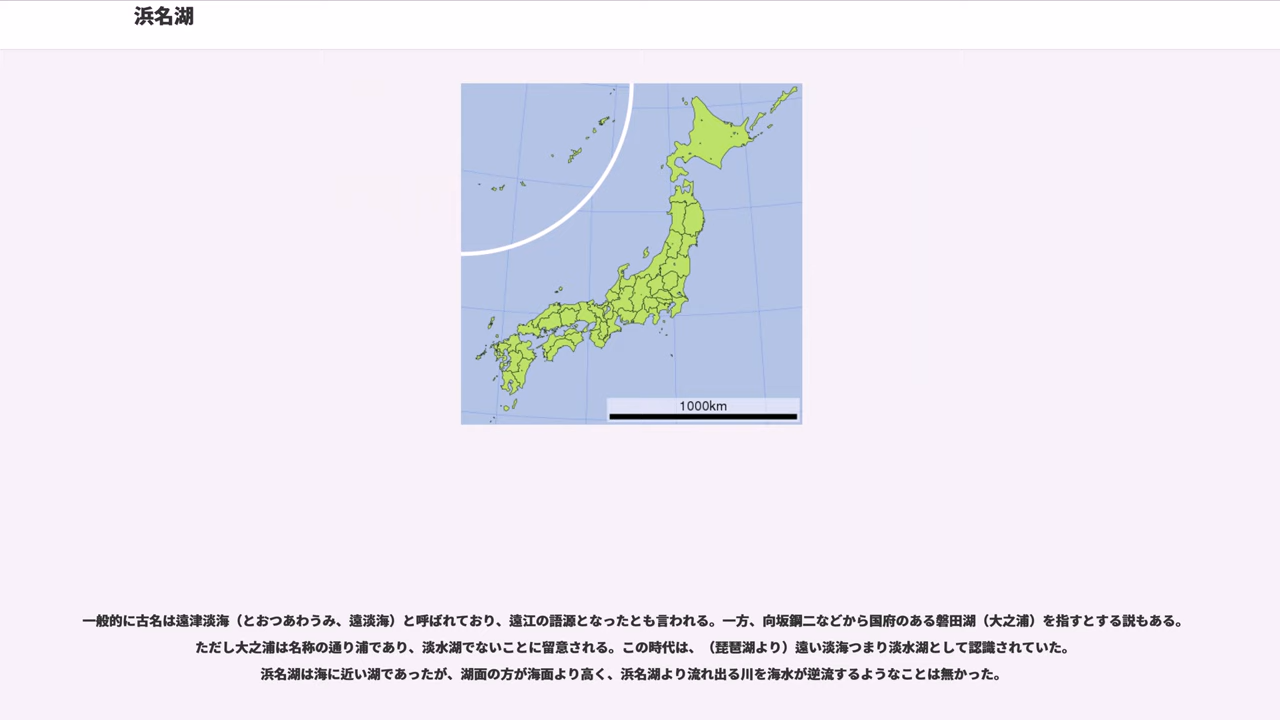 浜名湖
1000km
一般的に古名は遠津淡海（とおつあわうみ、遠淡海）と呼ばれており、遠江の語源となったとも言われる。一方、向坂鋼二などから国府のある磐田湖（大之浦）を指すとする説もある。
ただし大之浦は名称の通り浦であり、淡水湖でないことに留意される。この時代は、（琵琶湖より）遠い淡海つまり淡水湖として認識されていた。
浜名湖は海に近い湖であったが、湖面の方が海面より高く、浜名湖より流れ出る川を海水が逆流するようなことは無かった。